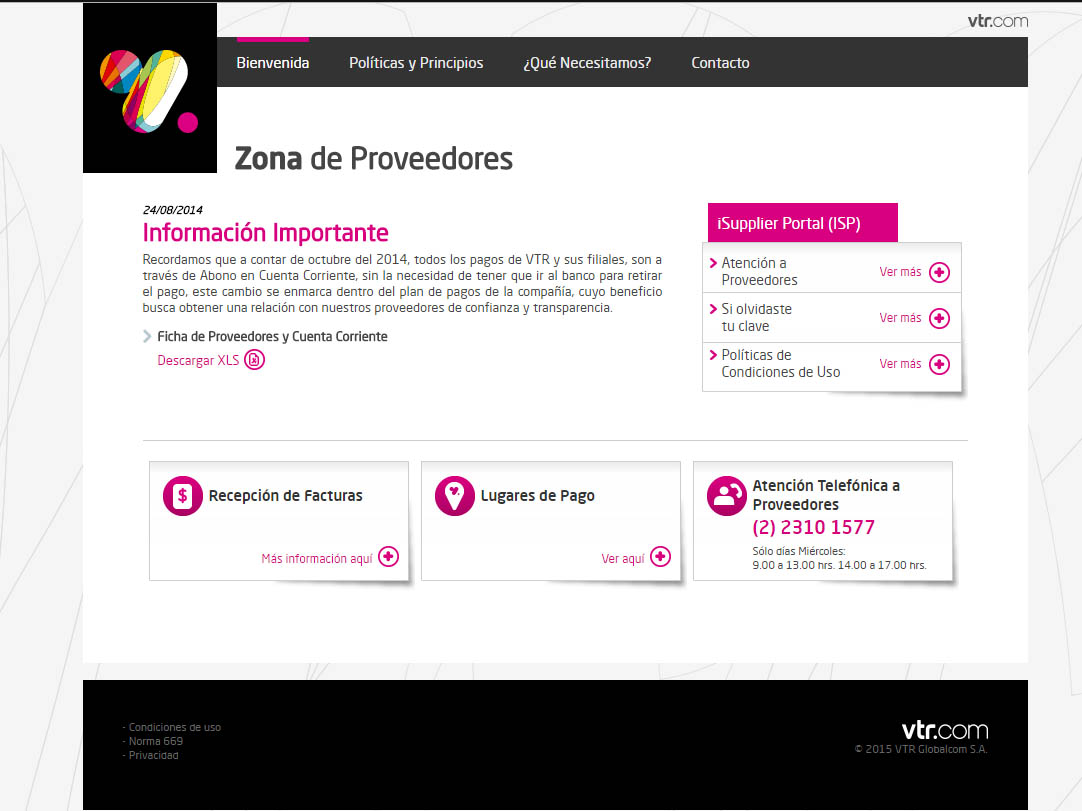 vtr.com
Bienvenida
Políticas y Principios
¿Qué Necesitamos?
Contacto
Zona de Proveedores
24/08/2014
Información Importante
Recordamos que a contar de octubre del 2014, todos los pagos de VTR y sus filiales, son a
través de Abono en Cuenta Corriente, sin la necesidad de tener que ir al banco para retirar
el pago, este cambio se enmarca dentro del plan de pagos de la compañía, cuyo beneficio
busca obtener una relación con nuestros proveedores de confianza y transparencia.
Ficha de Proveedores y Cuenta Corriente
Descargar XLS
iSupplier Portal (ISP)
Atención a
Proveedores
Ver más
Si olvidaste
tu clave
Ver más
Políticas de
Condiciones de Uso
Ver más
Recepción de Facturas
Más información aquí
Lugares de Pago
Ver aquí
Atención Telefónica a
Proveedores
(2) 2310 1577
Sólo días Miércoles:
9.00 a 13.00 hrs. 14.00 a 17.00 hrs.
- Condiciones de uso
- Norma 669
- Privacidad
vtr.com
© 2015 VTR Globalcom S.A.